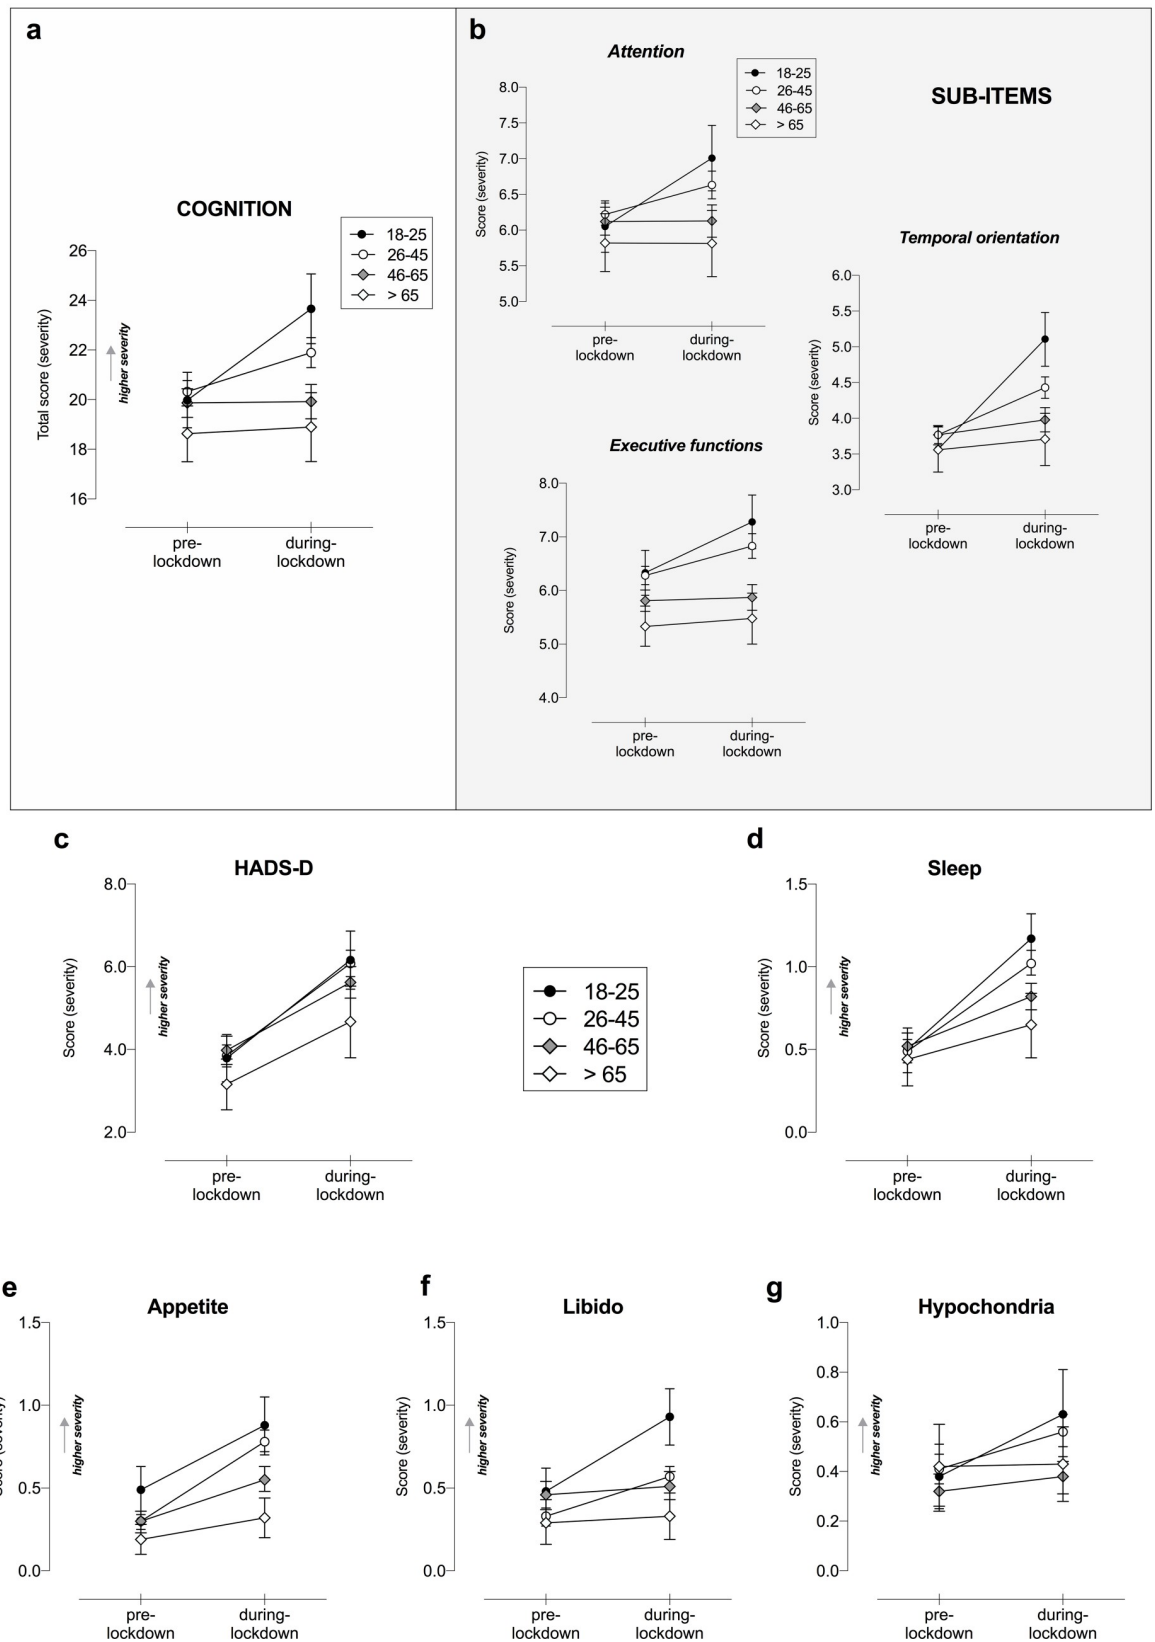 a
COGNITION
18-25
26-45
46-65
> 65
26
24
22
20
18
16
Total score (severity)
higher severity
pre-
lockdown
during-
lockdown
b
SUB-ITEMS
Attention
18-25
26-45
46-65
> 65
8.0
7.5
7.0
6.5
6.0
5.5
5.0
Score (severity)
pre-
lockdown
during-
lockdown
Temporal orientation
6.0
5.5
5.0
4.5
4.0
3.5
3.0
Score (severity)
pre-
lockdown
during-
lockdown
Executive functions
8.0
7.0
6.0
5.0
4.0
Score (severity)
pre-
lockdown
during-
lockdown
c
HADS-D
8.0
6.0
4.0
2.0
Score (severity)
higher severity
pre-
lockdown
during-
lockdown
18-25
26-45
46-65
> 65
d
Sleep
1.5
1.0
0.5
0.0
Score (severity)
higher severity
pre-
lockdown
during-
lockdown
e
Appetite
1.5
1.0
0.5
0.0
Score (severity)
higher severity
pre-
lockdown
during-
lockdown
f
Libido
1.5
1.0
0.5
0.0
Score (severity)
higher severity
pre-
lockdown
during-
lockdown
g
Hypochondria
1.0
0.8
0.6
0.4
0.2
0.0
Score (severity)
higher severity
pre-
lockdown
during-
lockdown